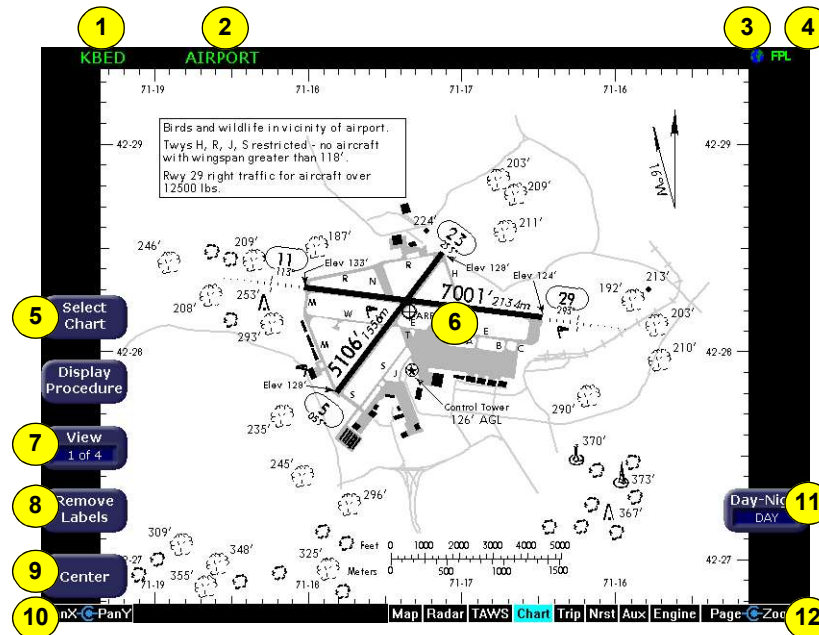 1
2
3
4
KBED
AIRPORT
FPL
71-19
71-18
71-17
71-16
42-29
42-29
Birds and wildlife in vicinity of airport.
Twys H, R, J, S restricted - no aircraft
with wingspan greater than 118'.
Rwy 29 right traffic for aircraft over
12500 lbs.
16°W
203'
209'
211'
224'
187'
209'
246'
11
113°
Elev 133'
23
Elev 128'
Elev 124'
R
N
R
H
7001' 2134m
29
293°
192'
213'
203'
210'
208'
253'
293'
M
W
M
E
T
E
A
B
C
5
Select
Chart
6
42-28
42-28
5106' 1556m
Display
Procedure
Elev 128'
5
055°
S
S
J
Control Tower
126' AGL
290'
235'
7
View
1 of 4
245'
296'
370'
373'
367'
8
Remove
Labels
11
DAY
309'
348'
355'
325'
Feet
0 1000 2000 3000 4000 5000
Meters
0 500 1000 1500
42-27
9
Center
71-19
71-18
71-17
71-16
10
PanY
Map
Radar
TAWS
Chart
Trip
Nrst
Aux
Engine
Page
12